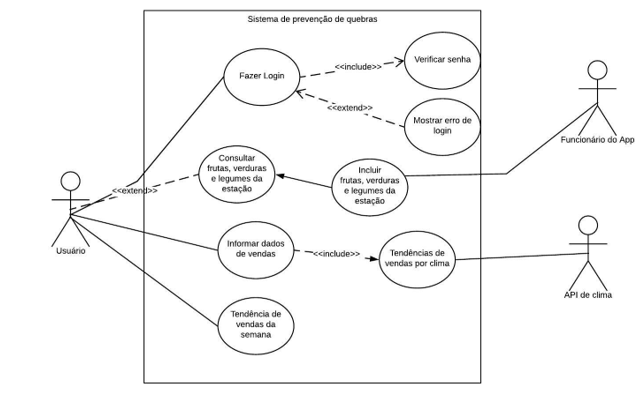 Sistema de prevenção de quebras
Fazer Login
<<include>>
Verificar senha
<<extend>>
Mostrar erro de
login
Funcionário do App
Consultar
frutas, verduras
e legumes da
estação
Incluir
frutas, verduras
e legumes da
estação
<<extend>>
Usuário
Informar dados
de vendas
<<include>>
Tendências de
vendas por clima
API de clima
Tendência de
vendas da
semana